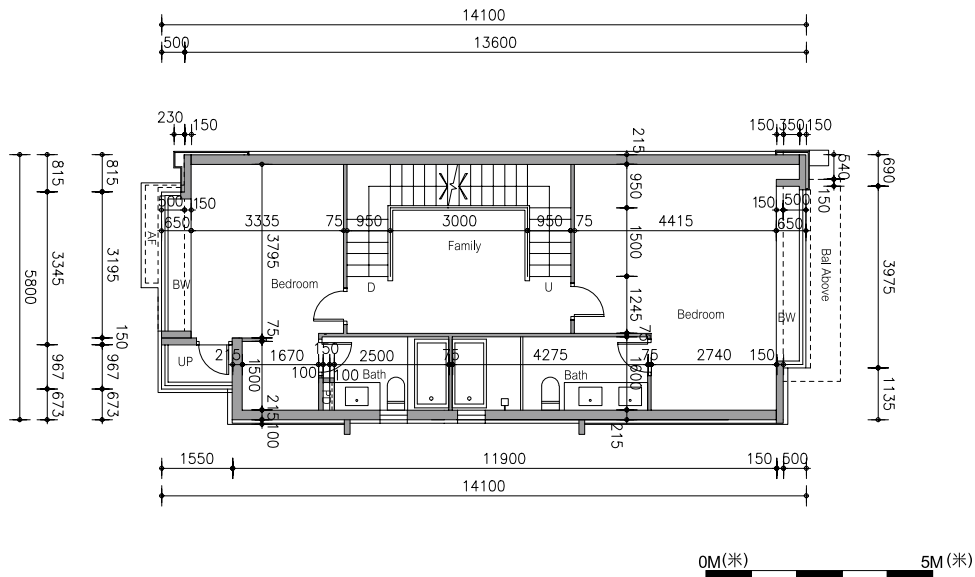 14100
500 13600
230 150 150 350 150
815 815 215 540 690
950 150
500 150 150 500
650 3335 75 950 3000 950 75 4415 650
AF 3795 Family 1500 Bal Above
5800 3345 3195 3975
BW Bedroom D U 1245 Bedroom BW
150 75 75
UP 215 1670 50 2500 75 4275 75 2740 150
967 967 100 100 Bath Bath
1500 1600
673 673 PD 1135
215 100 215
1550 11900 150 500
14100
0M(米) 5M(米)